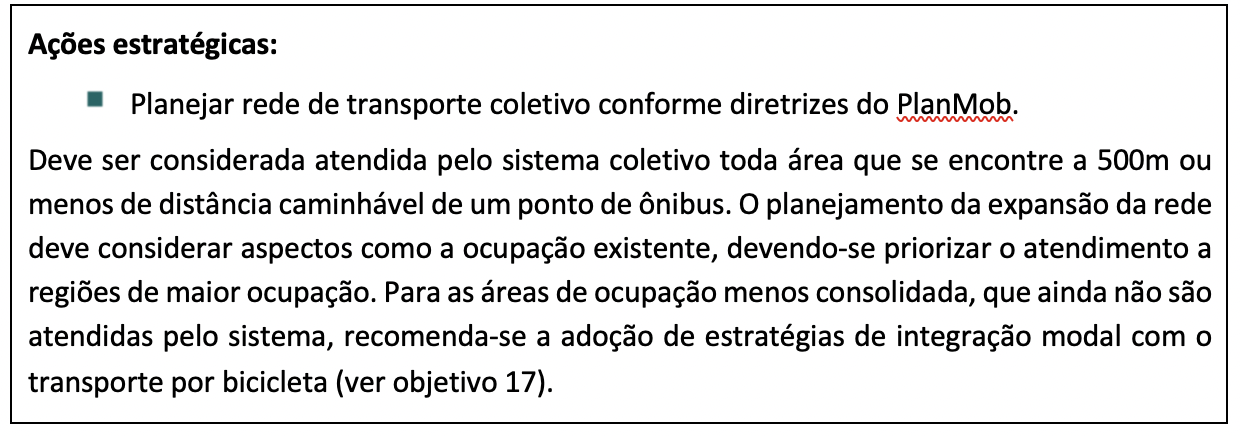 Ações estratégicas:
Planejar rede de transporte coletivo conforme diretrizes do PlanMob.
Deve ser considerada atendida pelo sistema coletivo toda área que se encontre a 500m ou
menos de distância caminhável de um ponto de ônibus. O planejamento da expansão da rede
deve considerar aspectos como a ocupação existente, devendo-se priorizar o atendimento a
regiões de maior ocupação. Para as áreas de ocupação menos consolidada, que ainda não são
atendidas pelo sistema, recomenda-se a adoção de estratégias de integração modal com o
transporte por bicicleta (ver objetivo 17).